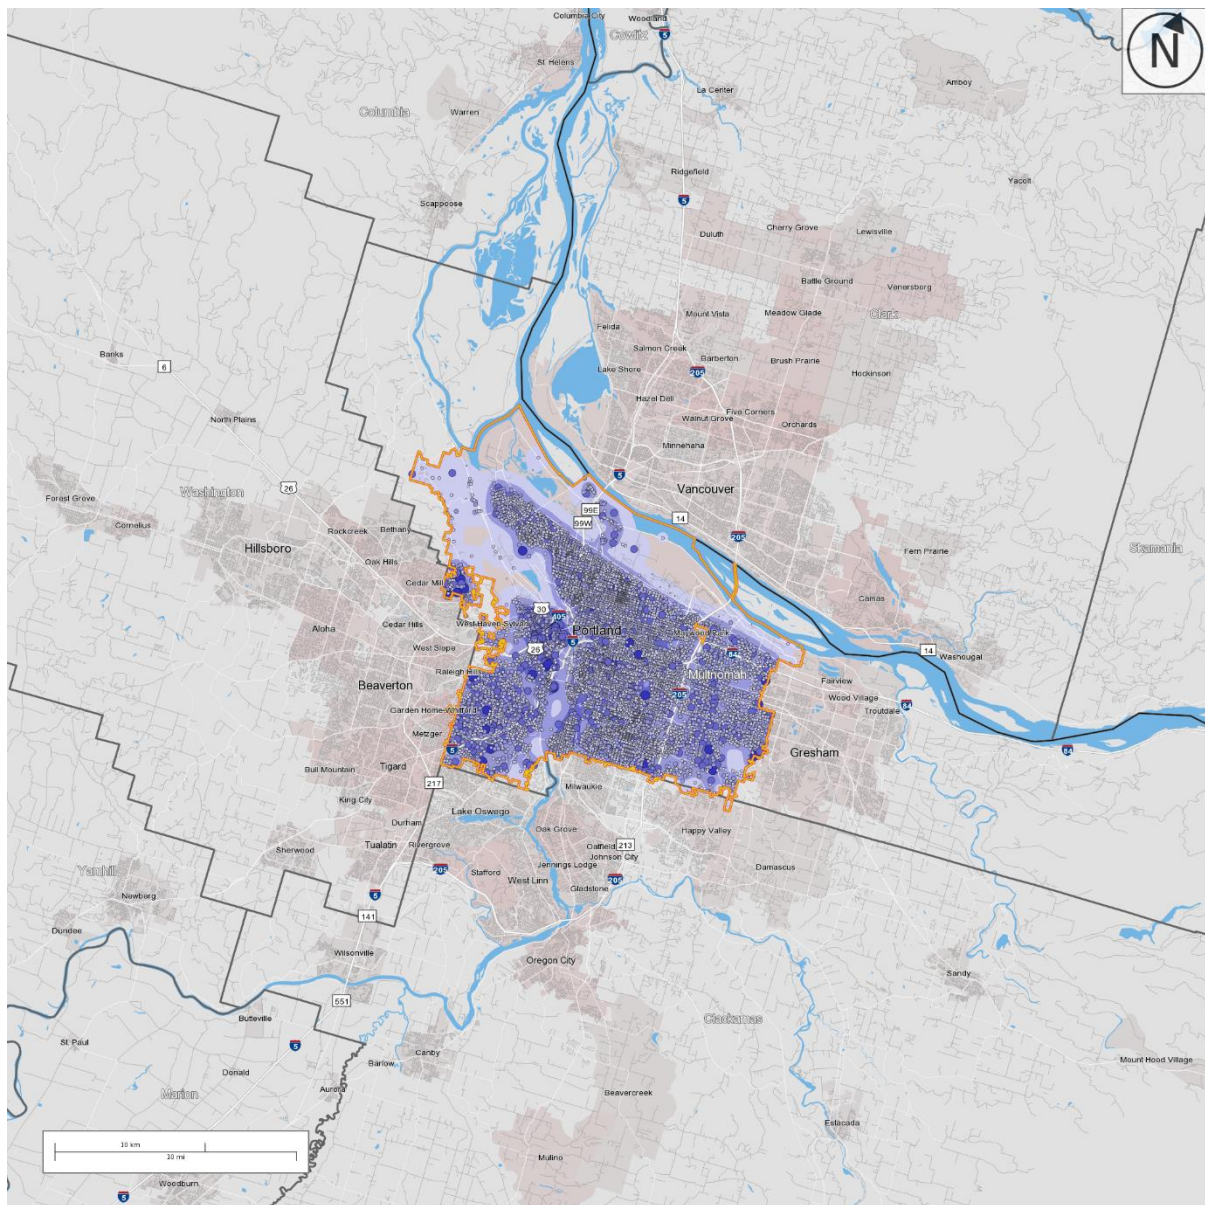 Columbia City
Woodland
Cowlitz
5
N
St. Helens
La Center
Amboy
Warren
Columbia
Ridgefield
Yacolt
5
Scappoose
Cherry Grove
Duluth
Lewisville
Battle Ground
Venersborg
Mount Vista
Meadow Glade
Clark
Felida
Salmon Creek
Barberton
Brush Prairie
Banks
6
Lake Shore
205
Hockinson
Hazel Dell
Five Corners
North Plains
Walnut Grove
Orchards
Minnehaha
5
Vancouver
Washington
26
Forest Grove
99E
14
Cornelius
Rockcreek
Bethany
99W
205
Hillsboro
Fern Prairie
Skamania
Oak Hills
Cedar Mill
Camas
30
405
Cedar Hills
West Haven-Sylvan
Portland
Maywood Park
Aloha
5
West Slope
26
84
14
Washougal
Raleigh Hills
Multnomah
Fairview
Beaverton
205
Wood Village
Garden Home-Whitford
84
Troutdale
Metzger
5
Gresham
84
Bull Mountain
Tigard
217
Milwaukie
King City
Lake Oswego
Durham
Oak Grove
Happy Valley
Sherwood
Tualatin
Rivergrove
Oatfield
213
Johnson City
205
Stafford
Jennings Lodge
Damascus
Yamhill
West Linn
205
Newberg
5
Gladstone
141
Dundee
Wilsonville
Oregon City
Sandy
551
Butteville
Clackamas
St. Paul
5
Canby
Barlow
Mount Hood Village
Donald
Aurora
Marion
Beavercreek
Estacada
10 km
10 mi
Mulino
Woodburn
5